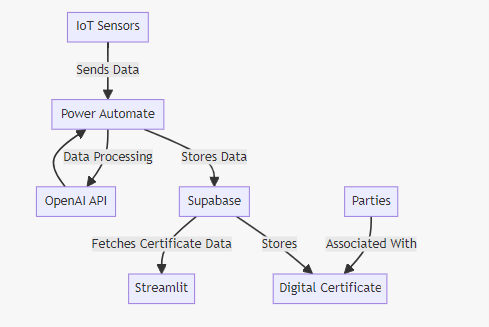 IoT Sensors
Sends Data
Power Automate
Data Processing
Stores Data
OpenAI API
Supabase
Parties
Fetches Certificate Data
Stores
Associated With
Streamlit
Digital Certificate